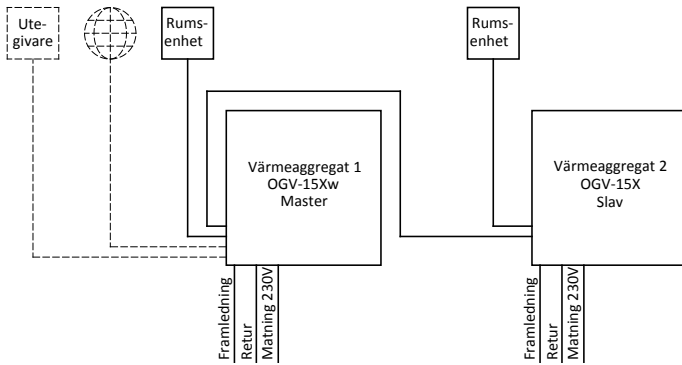 Ute-
givare
Rums-
enhet
Rums-
enhet
Värmeaggregat 1
OGV-15Xw
Master
Värmeaggregat 2
OGV-15X
Slav
Framledning
Retur
Matning 230V
Framledning
Retur
Matning 230V